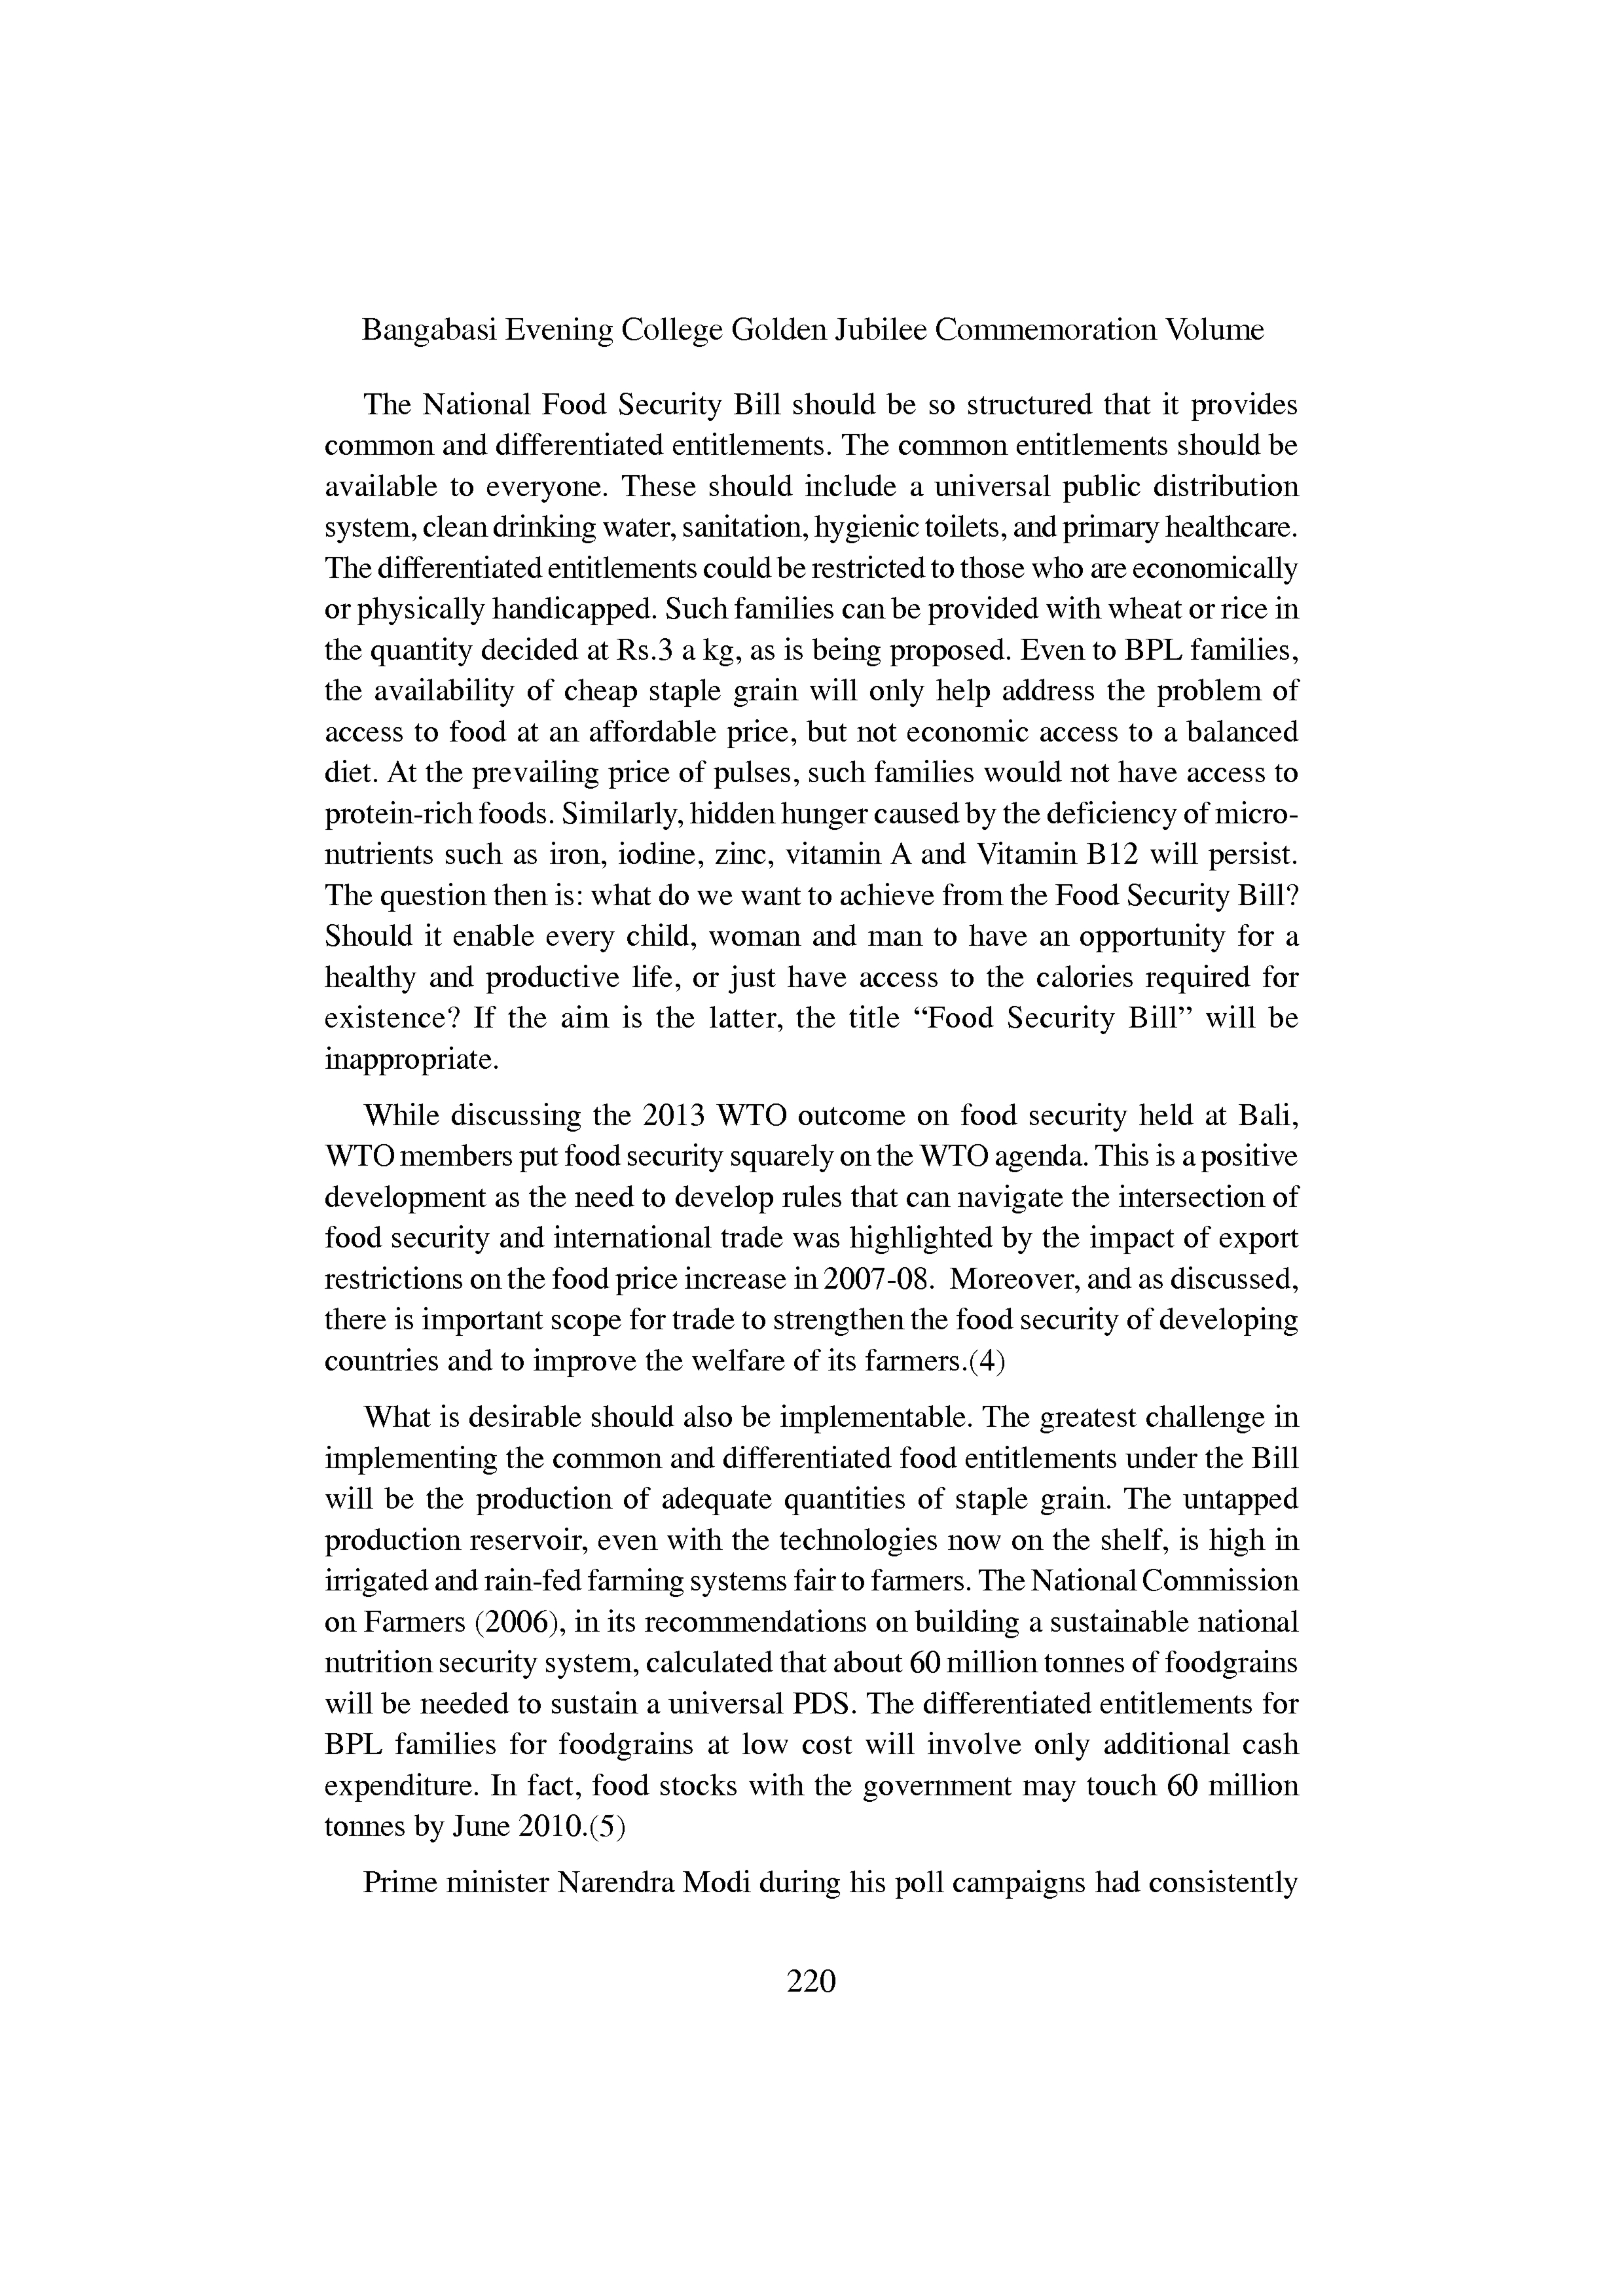 Bangabasi Evening College Golden Jubilee Commemoration Volume
The National Food Security Bill should be so structured that it provides
common and differentiated entitlements. The common entitlements should be
available to everyone. These should include a universal public distribution
system, clean drinking water, sanitation, hygienic toilets, and primary healthcare.
The differentiated entitlements could be restricted to those who are economically
or physically handicapped. Such families can be provided with wheat or rice in
the quantity decided at Rs.3 a kg, as is being proposed. Even to BPL families,
the availability of cheap staple grain will only help address the problem of
access to food at an affordable price, but not economic access to a balanced
diet. At the prevailing price of pulses, such families would not have access to
protein-rich foods. Similarly, hidden hunger caused by the deficiency of micro-
nutrients such as iron, iodine, zinc, vitamin A and Vitamin B12 will persist.
The question then is: what do we want to achieve from the Food Security Bill?
Should it enable every child, woman and man to have an opportunity for a
healthy and productive life, or just have access to the calories required for
existence? If the aim is the latter, the title “Food Security Bill” will be
inappropriate.
While discussing the 2013 WTO outcome on food security held at Bali,
WTO members put food security squarely on the WTO agenda. This is a positive
development as the need to develop rules that can navigate the intersection of
food security and international trade was highlighted by the impact of export
restrictions on the food price increase in 2007-08. Moreover, and as discussed,
there is important scope for trade to strengthen the food security of developing
countries and to improve the welfare of its farmers.(4)
What is desirable should also be implementable. The greatest challenge in
implementing the common and differentiated food entitlements under the Bill
will be the production of adequate quantities of staple grain. The untapped
production reservoir, even with the technologies now on the shelf, is high in
irrigated and rain-fed farming systems fair to farmers. The National Commission
on Farmers (2006), in its recommendations on building a sustainable national
nutrition security system, calculated that about 60 million tonnes of foodgrains
will be needed to sustain a universal PDS. The differentiated entitlements for
BPL families for foodgrains at low cost will involve only additional cash
expenditure. In fact, food stocks with the government may touch 60 million
tonnes by June 2010.(5)
Prime minister Narendra Modi during his poll campaigns had consistently
220